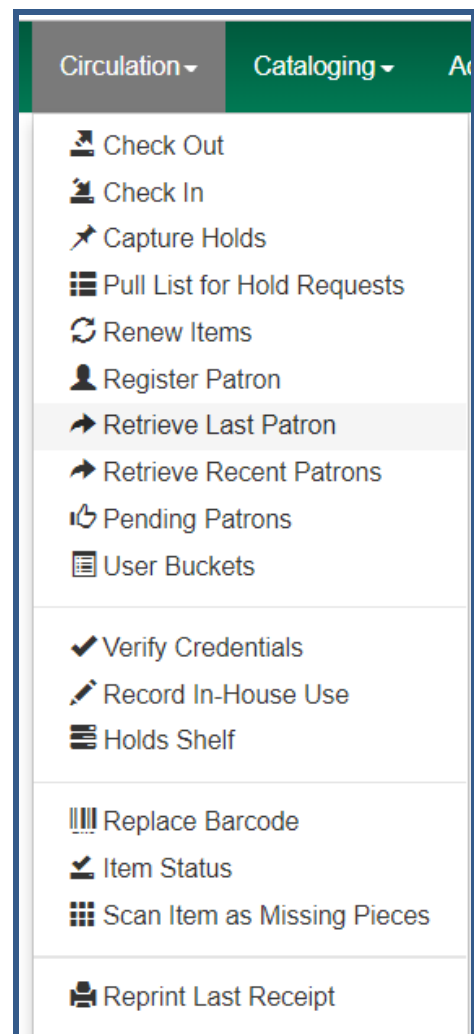 Circulation Cataloging
Check Out
Check In
Capture Holds
Pull List for Hold Requests
Renew Items
Register Patron
Retrieve Last Patron
Retrieve Recent Patrons
Pending Patrons
User Buckets
Verify Credentials
Record In-House Use
Holds Shelf
Replace Barcode
Item Status
Scan Item as Missing Pieces
Reprint Last Receipt